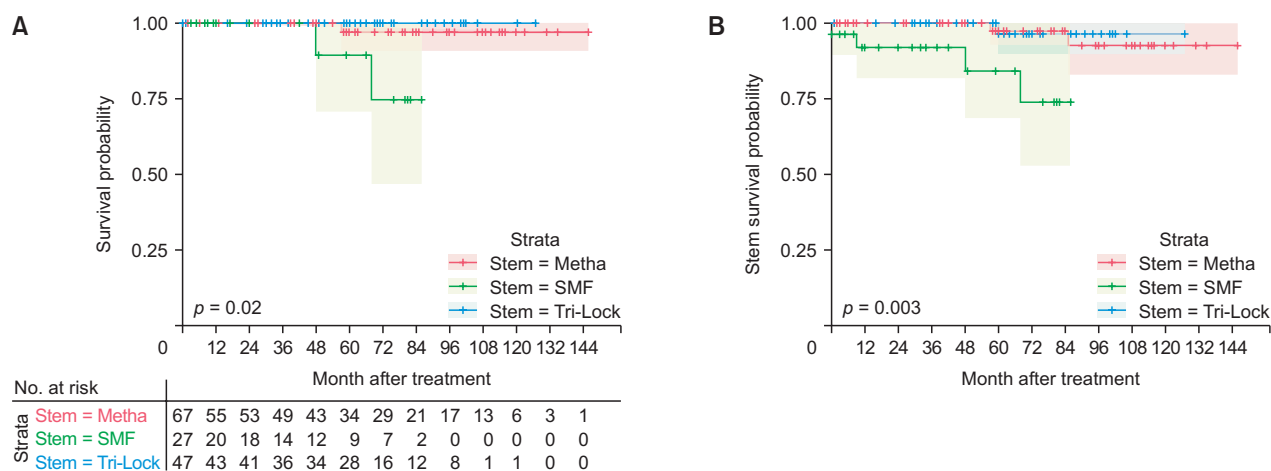 A
Survival probability
1.00
0.75
0.50
0.25
Strata
Stem = Metha
Stem = SMF
Stem = Tri-Lock
p = 0.02
0 12 24 36 48 60 72 84 96 108 120 132 144
Month after treatment
No. at risk
Strata
Stem = Metha 67 55 53 49 43 34 29 21 17 13 6 3 1
Stem = SMF 27 20 18 14 12 9 7 2 0 0 0 0 0
Stem = Tri-Lock 47 43 41 36 34 28 16 12 8 1 1 0 0
B
Stem survival probability
1.00
0.75
0.50
0.25
Strata
Stem = Metha
Stem = SMF
Stem = Tri-Lock
p = 0.003
0 12 24 36 48 60 72 84 96 108 120 132 144
Month after treatment